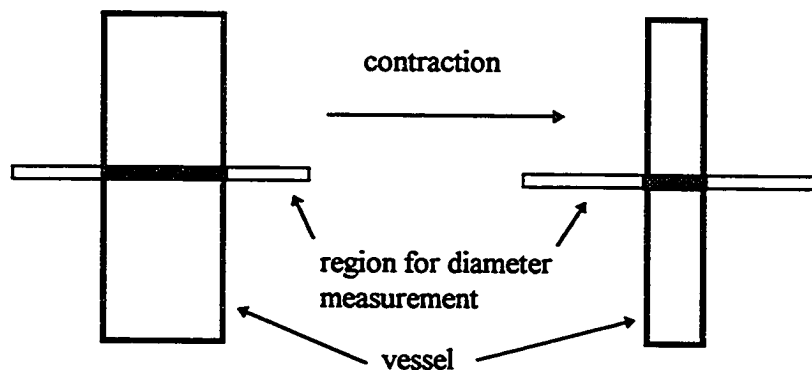 contraction
region for diameter
measurement
vessel